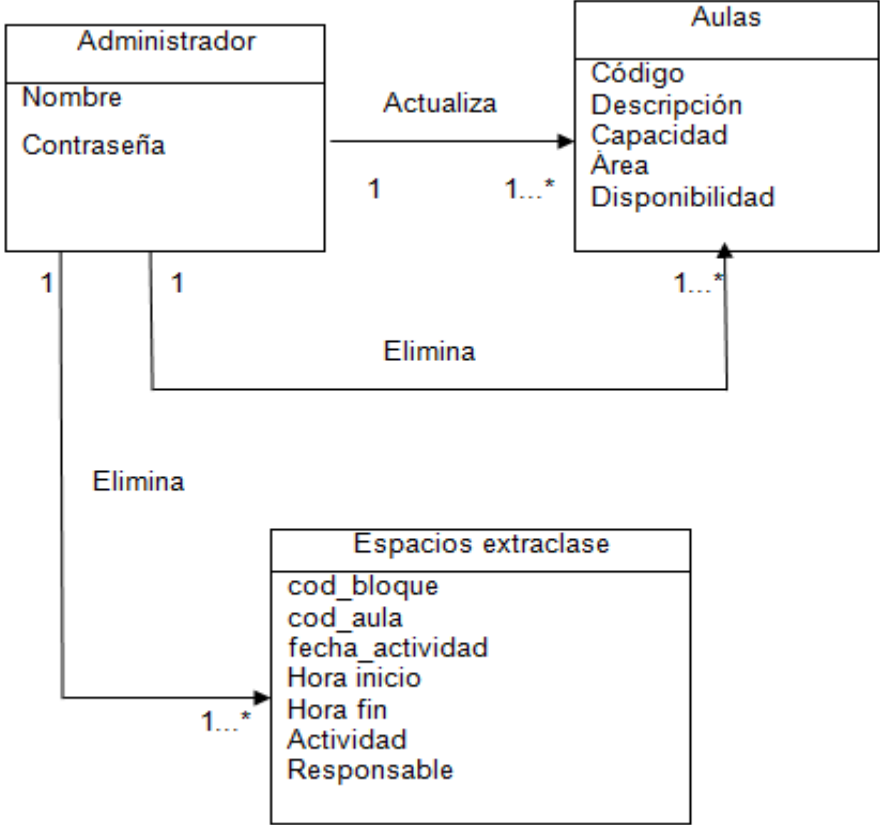 Administrador
Nombre
Contraseña
Actualiza
1
1...*
Aulas
Código
Descripción
Capacidad
Área
Disponibilidad
1
1
1...*
Elimina
Elimina
1...*
Espacios extraclase
cod_bloque
cod_aula
fecha_actividad
Hora inicio
Hora fin
Actividad
Responsable